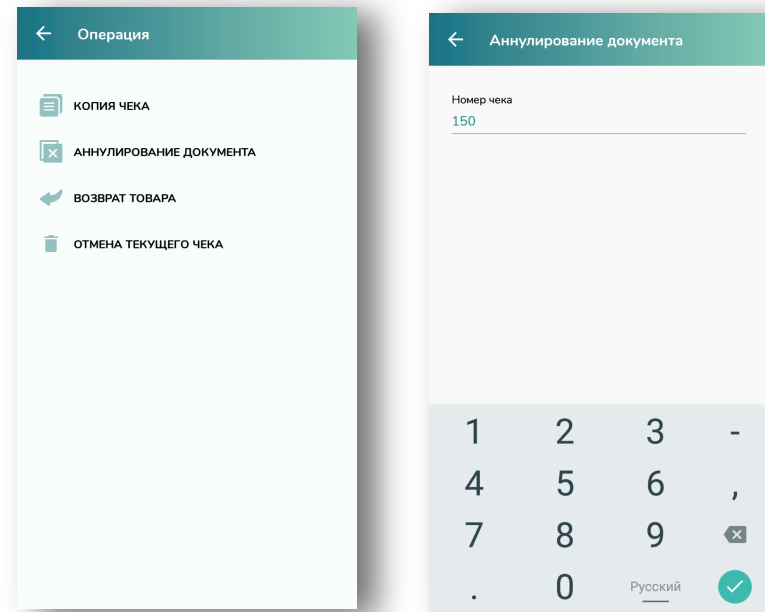 Операция
КОПИЯ ЧЕКА
АННУЛИРОВАНИЕ ДОКУМЕНТА
ВОЗВРАТ ТОВАРА
ОТМЕНА ТЕКУЩЕГО ЧЕКА
Аннулирование документа
Номер чека
150
1 2 3 -
4 5 6 ,
7 8 9
. 0 Русский